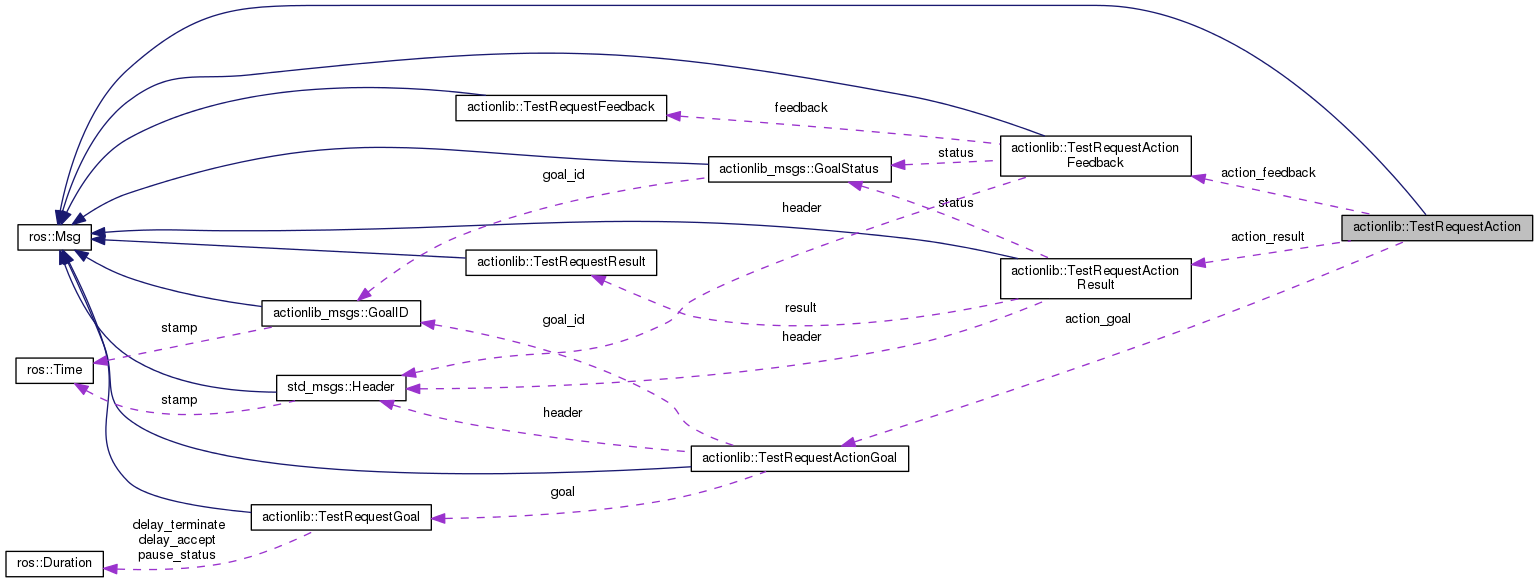 actionlib::TestRequestFeedback
feedback
actionlib::TestRequestAction
Feedback
status
actionlib_msgs::GoalStatus
goal_id
action_feedback
header
status
actionlib::TestRequestAction
ros::Msg
action_result
actionlib::TestRequestResult
actionlib::TestRequestAction
Result
result
actionlib_msgs::GoalID
goal_id
action_goal
stamp
header
ros::Time
std_msgs::Header
stamp
header
actionlib::TestRequestActionGoal
goal
actionlib::TestRequestGoal
delay_terminate
delay_accept
pause_status
ros::Duration